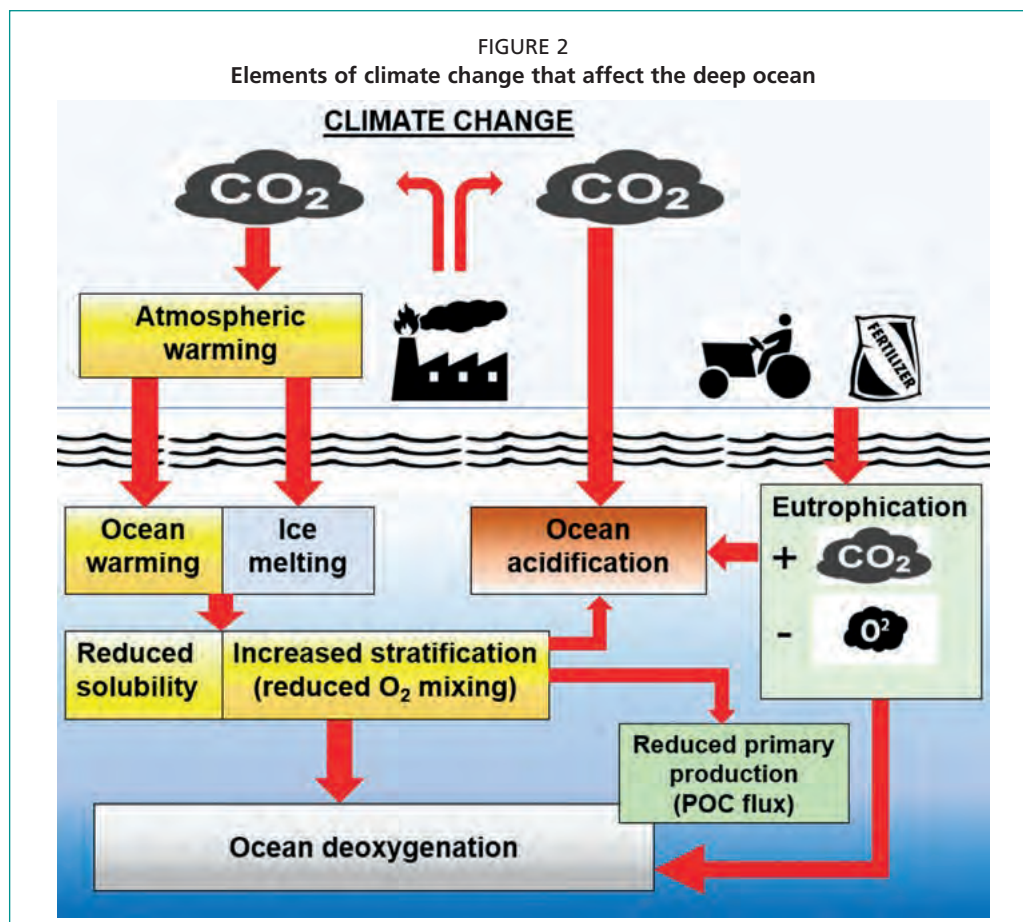 FIGURE 2
Elements of climate change that affect the deep ocean
CLIMATE CHANGE
CO₂
CO₂
Atmospheric
warming
FERTILIZER
Ocean
warming
Ice
melting
Ocean
acidification
Eutrophication
+ CO₂
- O²
Reduced
solubility
Increased stratification
(reduced O₂ mixing)
Reduced primary
production
(POC flux)
Ocean deoxygenation